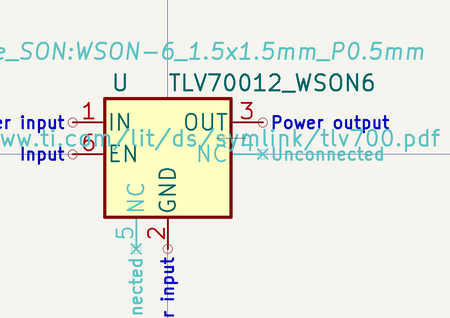 e_SON:WSON-6_1.5x1.5mm_P0.5mm
U TLV70012_WSON6
er input 1 IN OUT 3 Power output
ww.ti.com/lit/ds/symlink/tlv700.pdf
Input 6 EN NC 4 Unconnected
NC GND
5 2
nected r input